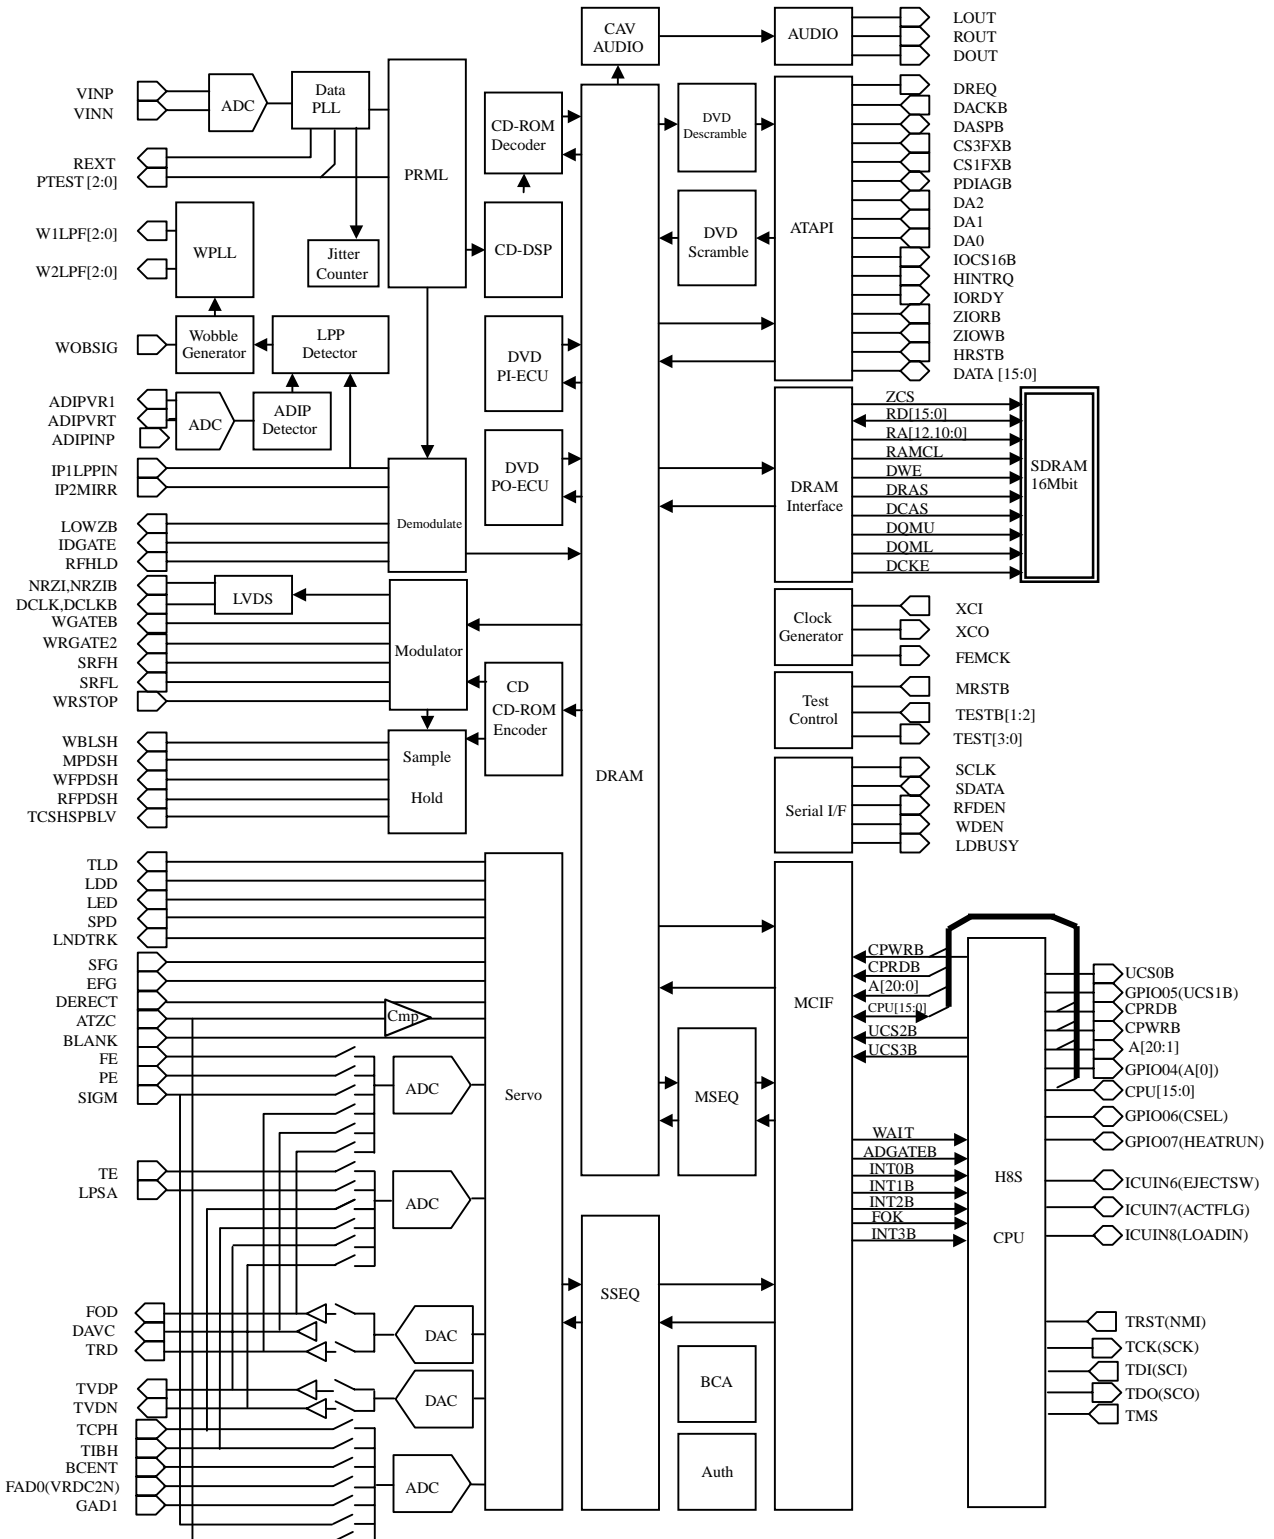 CAV
AUDIO
AUDIO
LOUT
ROUT
DOUT
VINP
VINN
ADC
Data
PLL
REXT
PTEST [2:0]
PRML
CD-ROM
Decoder
DVD
Descramble
DREQ
DACKB
DASPB
CS3FXB
CS1FXB
PDIAGB
DA2
DA1
DA0
IOCS16B
HINTRQ
IORDY
ZIORB
ZIOWB
HRSTB
DATA [15:0]
ATAPI
W1LPF[2:0]
W2LPF[2:0]
WPLL
Jitter
Counter
CD-DSP
DVD
Scramble
WOBSIG
Wobble
Generator
LPP
Detector
DVD
PI-ECU
ADIPVR1
ADIPVRT
ADIPINP
ADC
ADIP
Detector
IP1LPPIN
IP2MIRR
DVD
PO-ECU
DRAM
Interface
ZCS
RD[15:0]
RA[12.10:0]
RAMCL
DWE
DRAS
DCAS
DQMU
DQML
DCKE
SDRAM
16Mbit
LOWZB
IDGATE
RFHLD
Demodulate
NRZI,NRZIB
DCLK,DCLKB
LVDS
WGATEB
WRGATE2
SRFH
SRFL
WRSTOP
Modulator
CD
CD-ROM
Encoder
Clock
Generator
XCI
XCO
FEMCK
Test
Control
MRSTB
TESTB[1:2]
TEST[3:0]
WBLSH
MPDSH
WFPDSH
RFPDSH
TCSHSPBLV
Sample
Hold
DRAM
Serial I/F
SCLK
SDATA
RFDEN
WDEN
LDBUSY
TLD
LDD
LED
SPD
LNDTRK
SFG
EFG
DERECT
ATZC
BLANK
FE
PE
SIGM
Cmp
ADC
Servo
MSEQ
MCIF
CPWRB
CPRDB
A[20:0]
CPU[15:0]
UCS2B
UCS3B
UCS0B
GPIO05(UCS1B)
CPRDB
CPWRB
A[20:1]
GPIO04(A[0])
CPU[15:0]
GPIO06(CSEL)
GPIO07(HEATRUN)
WAIT
ADGATEB
INT0B
INT1B
INT2B
FOK
INT3B
H8S
CPU
ICUIN6(EJECTSW)
ICUIN7(ACTFLG)
ICUIN8(LOADIN)
TE
LPSA
ADC
SSEQ
FOD
DAVC
TRD
DAC
TVDP
TVDN
DAC
BCA
TRST(NMI)
TCK(SCK)
TDI(SCI)
TDO(SCO)
TMS
TCPH
TIBH
BCENT
FAD0(VRDC2N)
GAD1
ADC
Auth